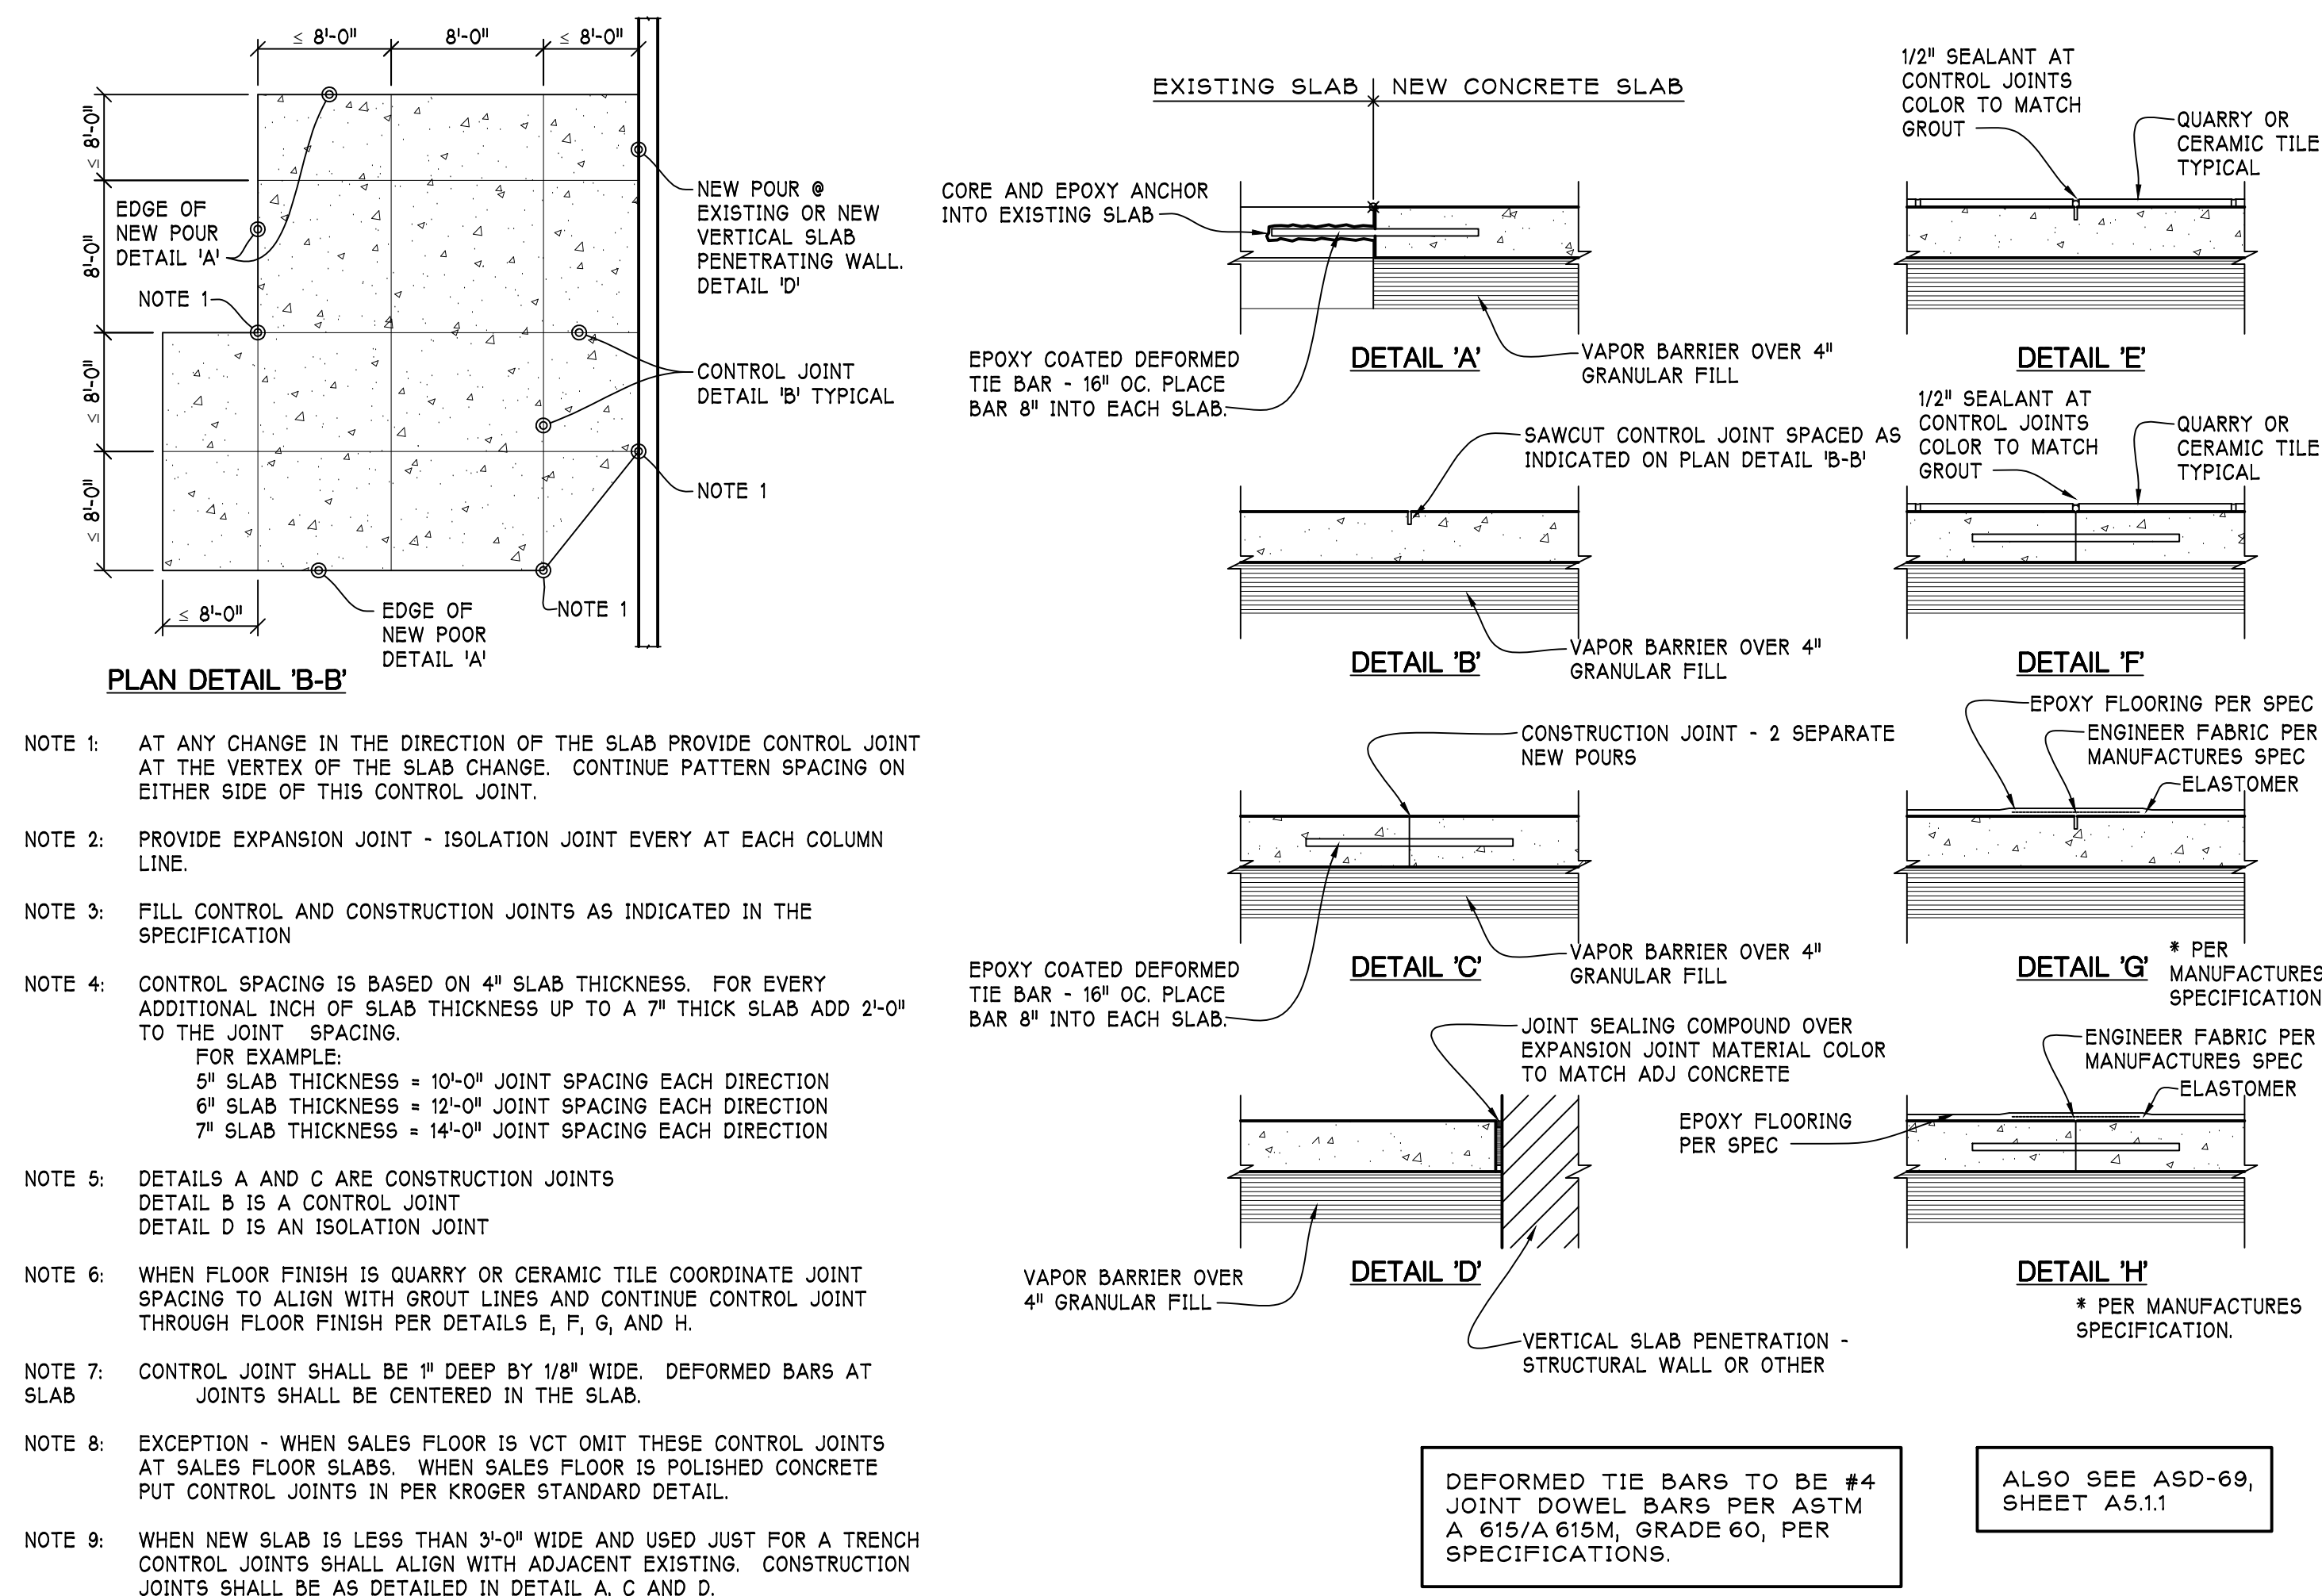 ≤ 8'-0"
8'-0"
≤ 8'-0"
≤ 8'-0"
8'-0"
≤ 8'-0"
≤ 8'-0"
≤ 8'-0"
EDGE OF
NEW POUR
DETAIL 'A'
NOTE 1
NEW POUR @
EXISTING OR NEW
VERTICAL SLAB
PENETRATING WALL.
DETAIL 'D'
CONTROL JOINT
DETAIL 'B' TYPICAL
NOTE 1
NOTE 1
EDGE OF
NEW POOR
DETAIL 'A'
PLAN DETAIL 'B-B'
NOTE 1: AT ANY CHANGE IN THE DIRECTION OF THE SLAB PROVIDE CONTROL JOINT
AT THE VERTEX OF THE SLAB CHANGE. CONTINUE PATTERN SPACING ON
EITHER SIDE OF THIS CONTROL JOINT.
NOTE 2: PROVIDE EXPANSION JOINT - ISOLATION JOINT EVERY AT EACH COLUMN
LINE.
NOTE 3: FILL CONTROL AND CONSTRUCTION JOINTS AS INDICATED IN THE
SPECIFICATION
NOTE 4: CONTROL SPACING IS BASED ON 4" SLAB THICKNESS. FOR EVERY
ADDITIONAL INCH OF SLAB THICKNESS UP TO A 7" THICK SLAB ADD 2'-0"
TO THE JOINT SPACING.
FOR EXAMPLE:
5" SLAB THICKNESS = 10'-0" JOINT SPACING EACH DIRECTION
6" SLAB THICKNESS = 12'-0" JOINT SPACING EACH DIRECTION
7" SLAB THICKNESS = 14'-0" JOINT SPACING EACH DIRECTION
NOTE 5: DETAILS A AND C ARE CONSTRUCTION JOINTS
DETAIL B IS A CONTROL JOINT
DETAIL D IS AN ISOLATION JOINT
NOTE 6: WHEN FLOOR FINISH IS QUARRY OR CERAMIC TILE COORDINATE JOINT
SPACING TO ALIGN WITH GROUT LINES AND CONTINUE CONTROL JOINT
THROUGH FLOOR FINISH PER DETAILS E, F, G, AND H.
NOTE 7: CONTROL JOINT SHALL BE 1" DEEP BY 1/8" WIDE. DEFORMED BARS AT
SLAB JOINTS SHALL BE CENTERED IN THE SLAB.
NOTE 8: EXCEPTION - WHEN SALES FLOOR IS VCT OMIT THESE CONTROL JOINTS
AT SALES FLOOR SLABS. WHEN SALES FLOOR IS POLISHED CONCRETE
PUT CONTROL JOINTS IN PER KROGER STANDARD DETAIL.
NOTE 9: WHEN NEW SLAB IS LESS THAN 3'-0" WIDE AND USED JUST FOR A TRENCH
CONTROL JOINTS SHALL ALIGN WITH ADJACENT EXISTING. CONSTRUCTION
JOINTS SHALL BE AS DETAILED IN DETAIL A, C AND D.
EXISTING SLAB NEW CONCRETE SLAB
CORE AND EPOXY ANCHOR
INTO EXISTING SLAB
EPOXY COATED DEFORMED
TIE BAR - 16" OC. PLACE
BAR 8" INTO EACH SLAB.
DETAIL 'A'
VAPOR BARRIER OVER 4"
GRANULAR FILL
SAWCUT CONTROL JOINT SPACED AS
INDICATED ON PLAN DETAIL 'B-B'
DETAIL 'B'
VAPOR BARRIER OVER 4"
GRANULAR FILL
CONSTRUCTION JOINT - 2 SEPARATE
NEW POURS
EPOXY COATED DEFORMED
TIE BAR - 16" OC. PLACE
BAR 8" INTO EACH SLAB.
DETAIL 'C'
VAPOR BARRIER OVER 4"
GRANULAR FILL
JOINT SEALING COMPOUND OVER
EXPANSION JOINT MATERIAL COLOR
TO MATCH ADJ CONCRETE
VAPOR BARRIER OVER
4" GRANULAR FILL
DETAIL 'D'
VERTICAL SLAB PENETRATION -
STRUCTURAL WALL OR OTHER
1/2" SEALANT AT
CONTROL JOINTS
COLOR TO MATCH
GROUT
QUARRY OR
CERAMIC TILE
TYPICAL
DETAIL 'E'
1/2" SEALANT AT
CONTROL JOINTS
COLOR TO MATCH
GROUT
QUARRY OR
CERAMIC TILE
TYPICAL
DETAIL 'F'
EPOXY FLOORING PER SPEC
ENGINEER FABRIC PER
MANUFACTURES SPEC
ELASTOMER
DETAIL 'G'
* PER
MANUFACTURES
SPECIFICATION
ENGINEER FABRIC PER
MANUFACTURES SPEC
ELASTOMER
EPOXY FLOORING
PER SPEC
DETAIL 'H'
* PER MANUFACTURES
SPECIFICATION.
DEFORMED TIE BARS TO BE #4
JOINT DOWEL BARS PER ASTM
A 615/A 615M, GRADE 60, PER
SPECIFICATIONS.
ALSO SEE ASD-69,
SHEET A5.1.1